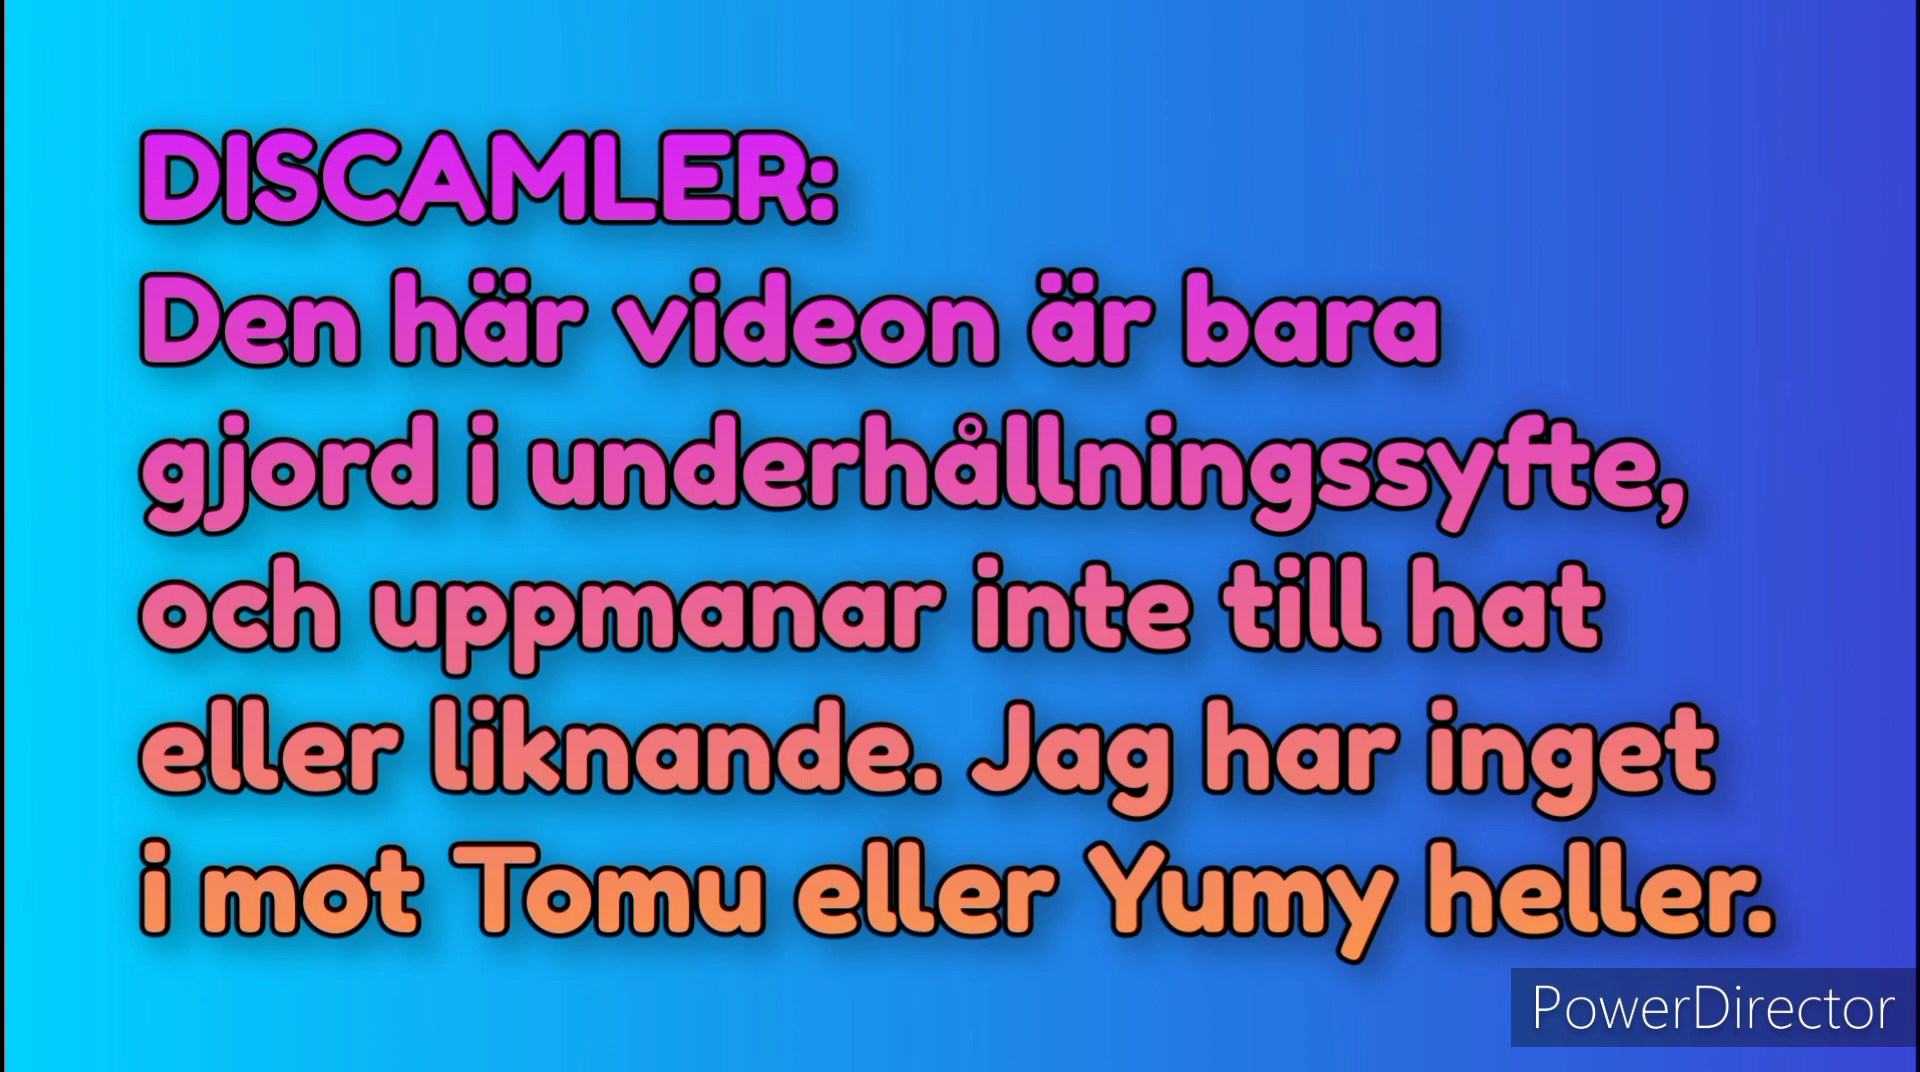 DISCAMLER:
Den här videon är bara
gjord i underhållningssyfte,
och uppmanar inte till hat
eller liknande. Jag har inget
i mot Tomu eller Yumy heller.
PowerDirector